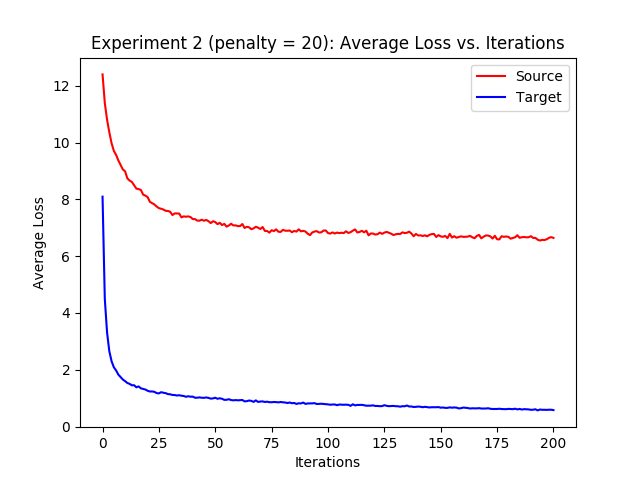 Experiment 2 (penalty = 20): Average Loss vs. Iterations
Source
Target
Average Loss
12
10
8
6
4
2
0
0 25 50 75 100 125 150 175 200
Iterations